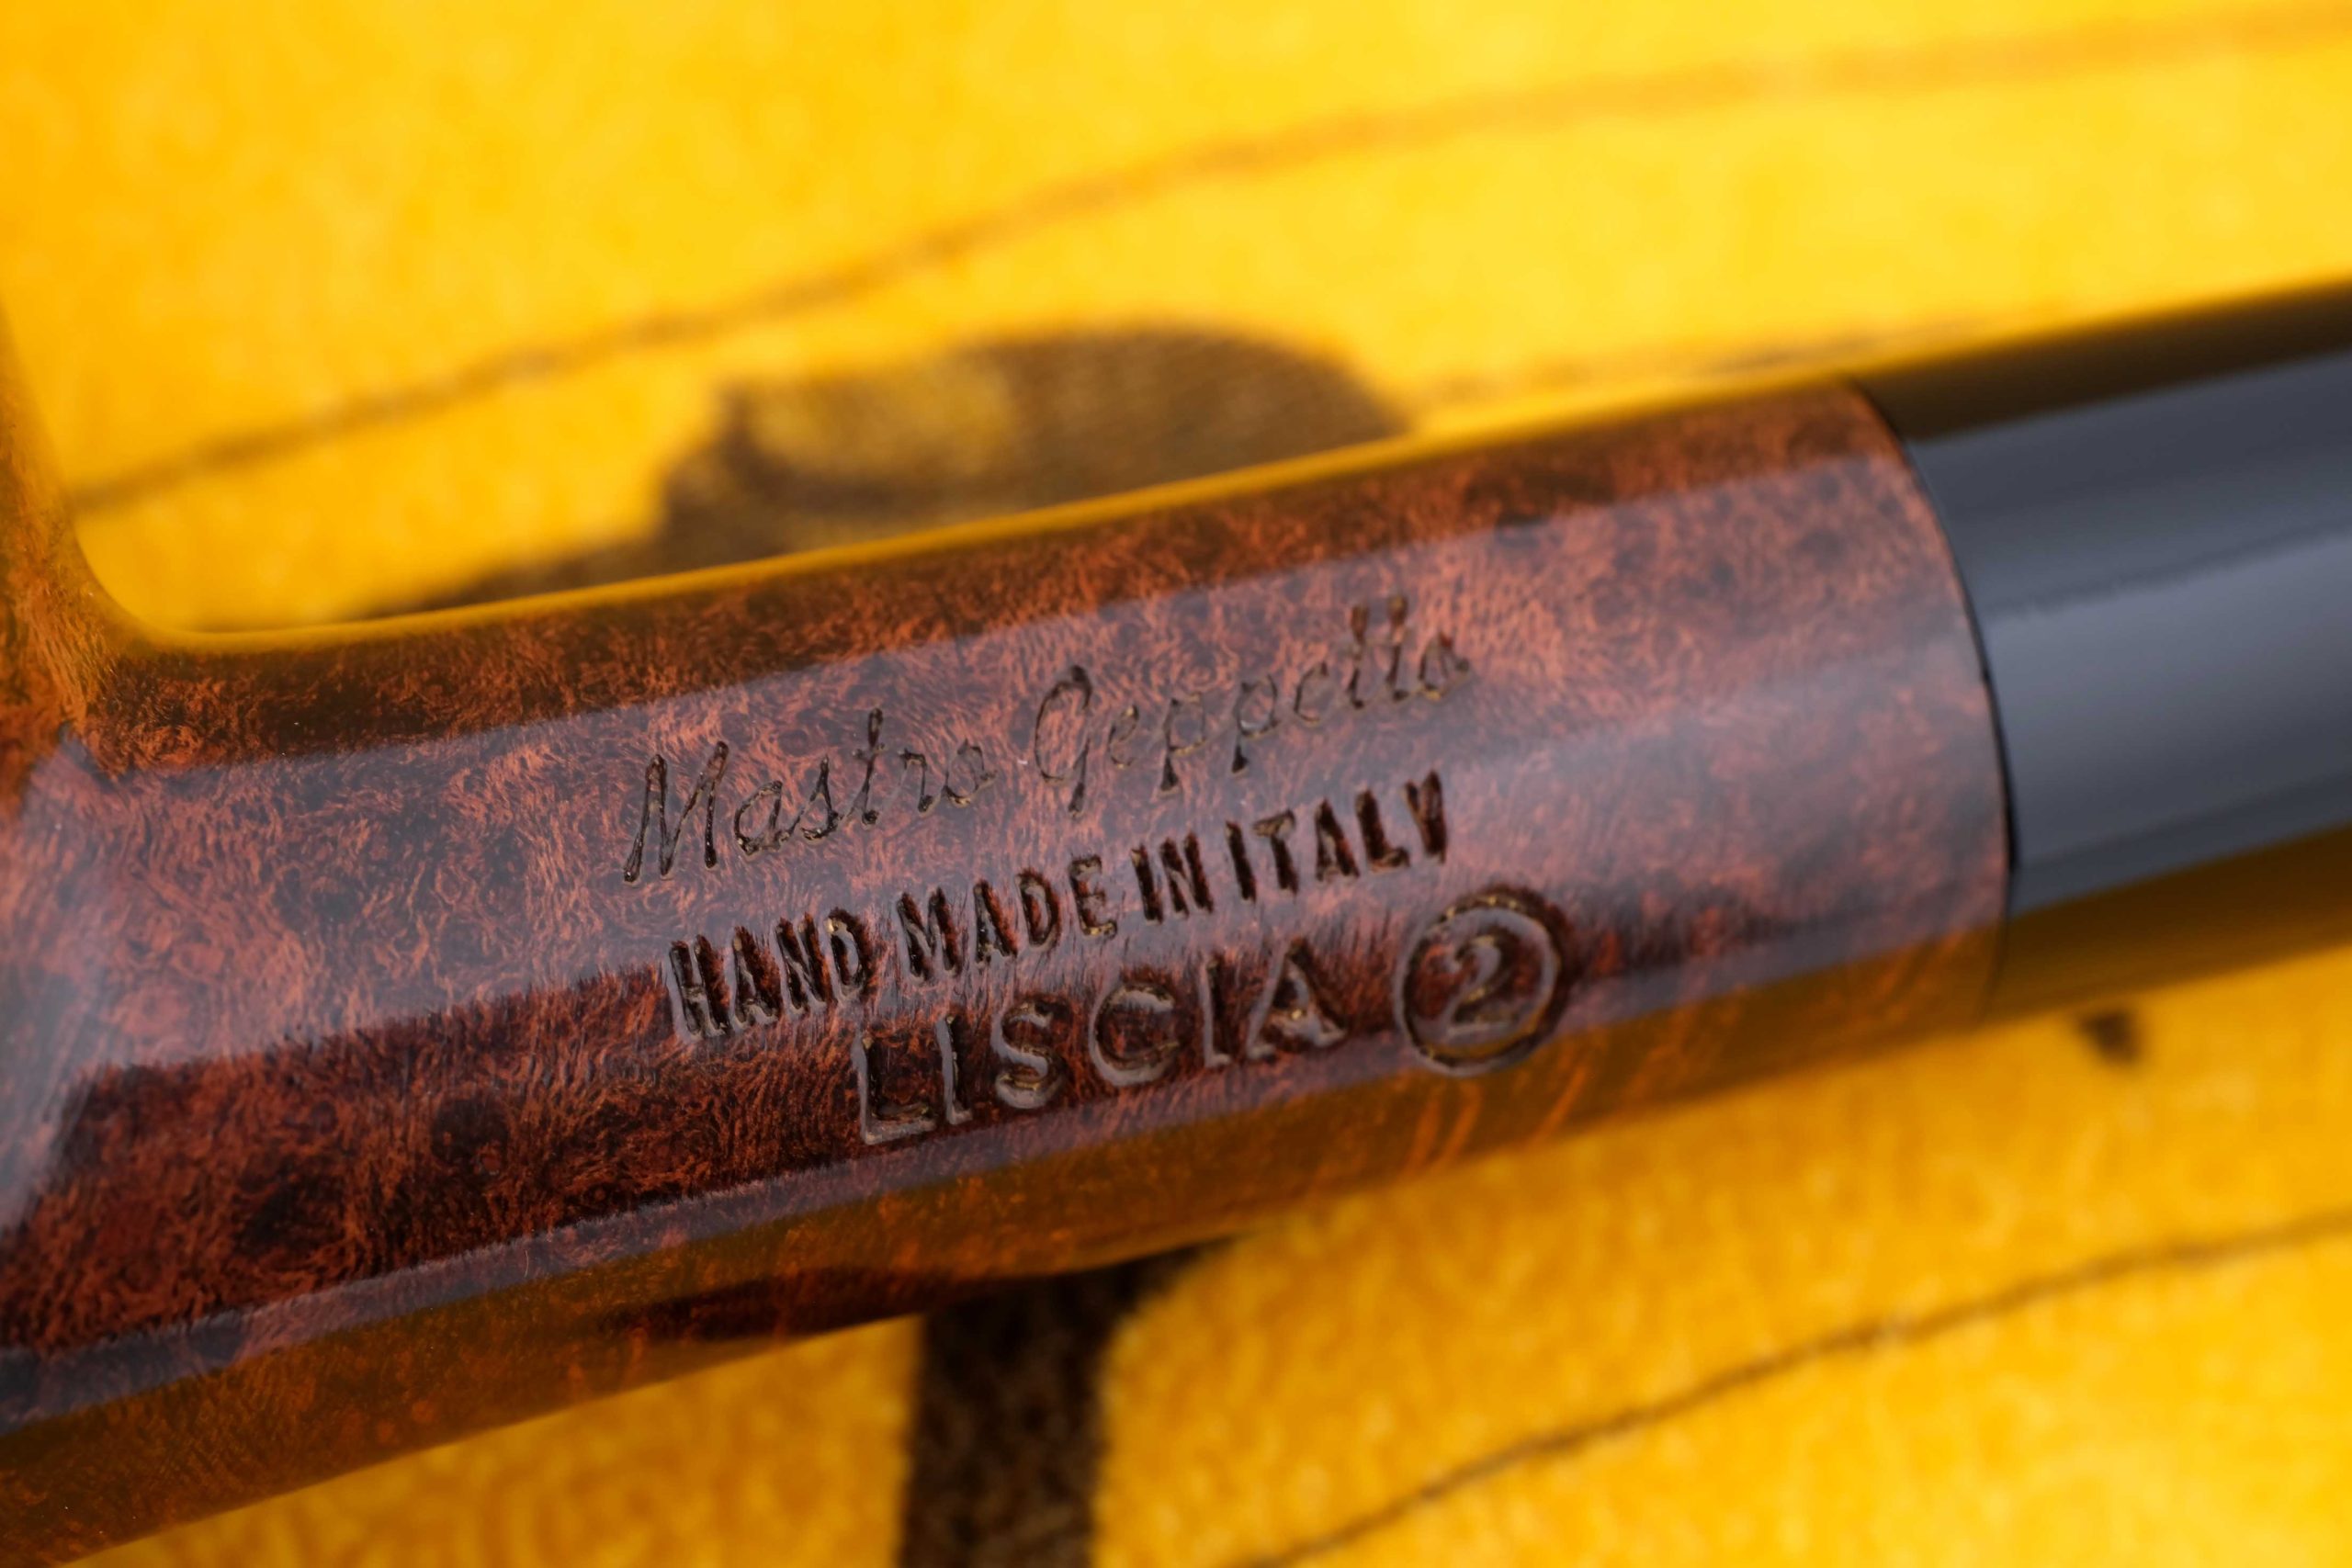 Mastro Geppetto
HAND MADE IN ITALY
LISCIA 2